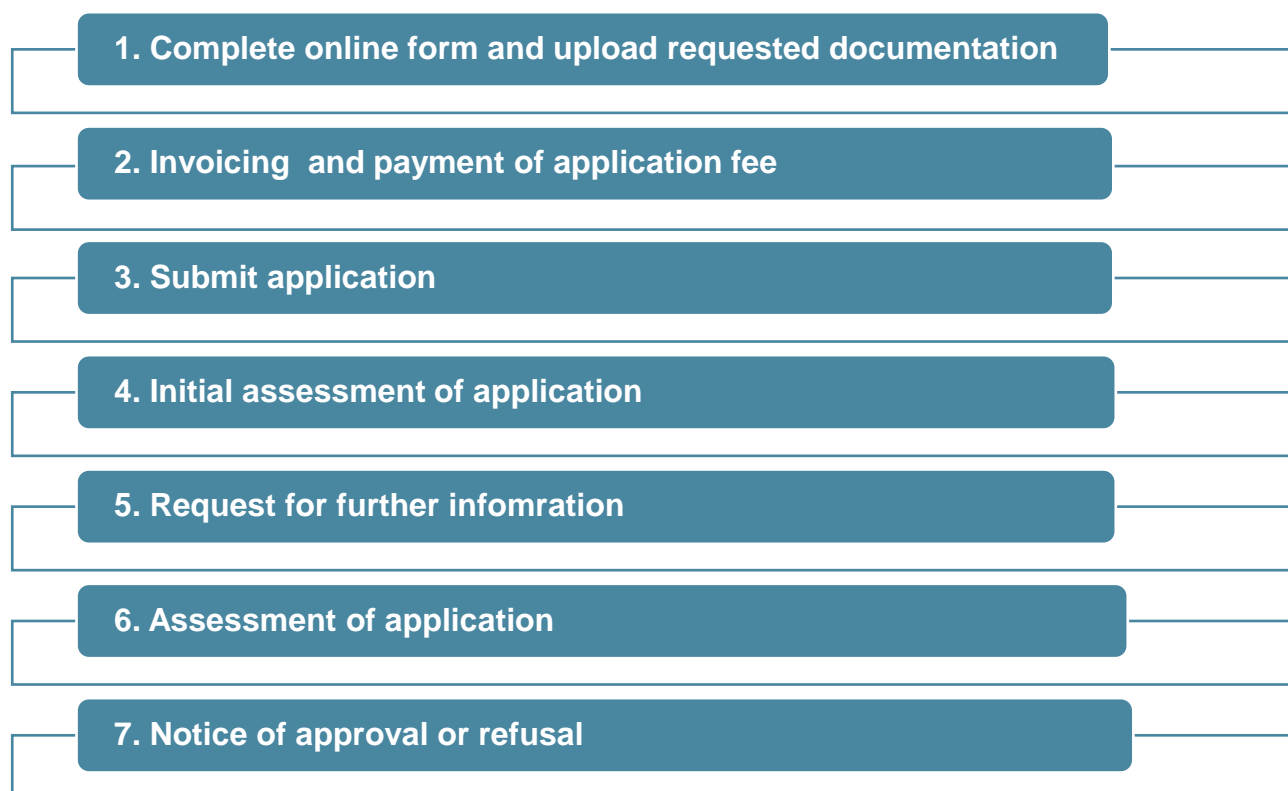 1. Complete online form and upload requested documentation
2. Invoicing  and payment of application fee
3. Submit application
4. Initial assessment of application
5. Request for further infomration
6. Assessment of application
7. Notice of approval or refusal